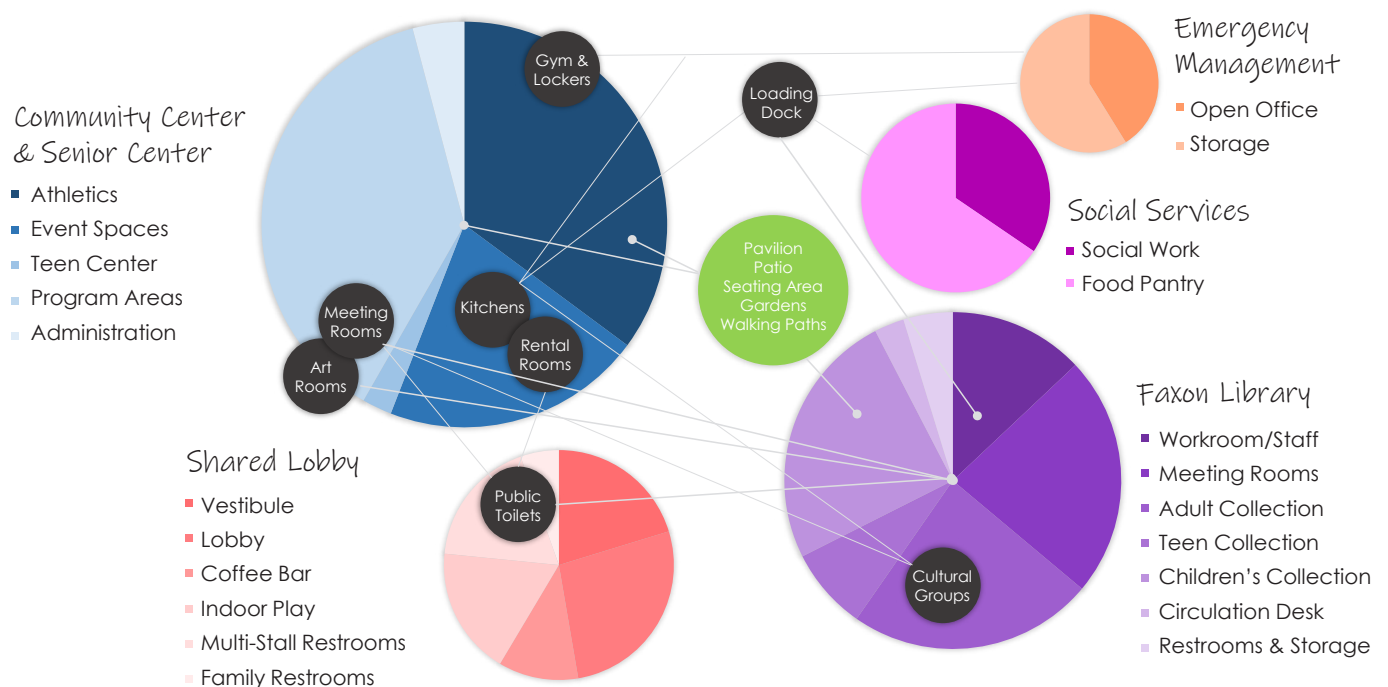 Community Center
& Senior Center
Athletics
Event Spaces
Teen Center
Program Areas
Administration
Gym &
Lockers
Meeting
Rooms
Art
Rooms
Kitchens
Rental
Rooms
Loading
Dock
Emergency
Management
Open Office
Storage
Social Services
Social Work
Food Pantry
Pavilion
Patio
Seating Area
Gardens
Walking Paths
Shared Lobby
Vestibule
Lobby
Coffee Bar
Indoor Play
Multi-Stall Restrooms
Family Restrooms
Public
Toilets
Cultural
Groups
Faxon Library
Workroom/Staff
Meeting Rooms
Adult Collection
Teen Collection
Children's Collection
Circulation Desk
Restrooms & Storage